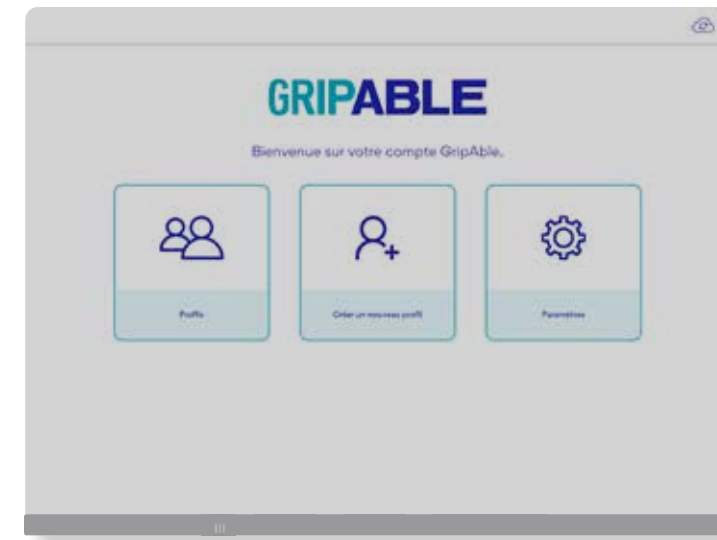 GRIPABLE
Bienvenue sur votre compte GripAble.
Profils
Créer un nouveau profil
Paramètres